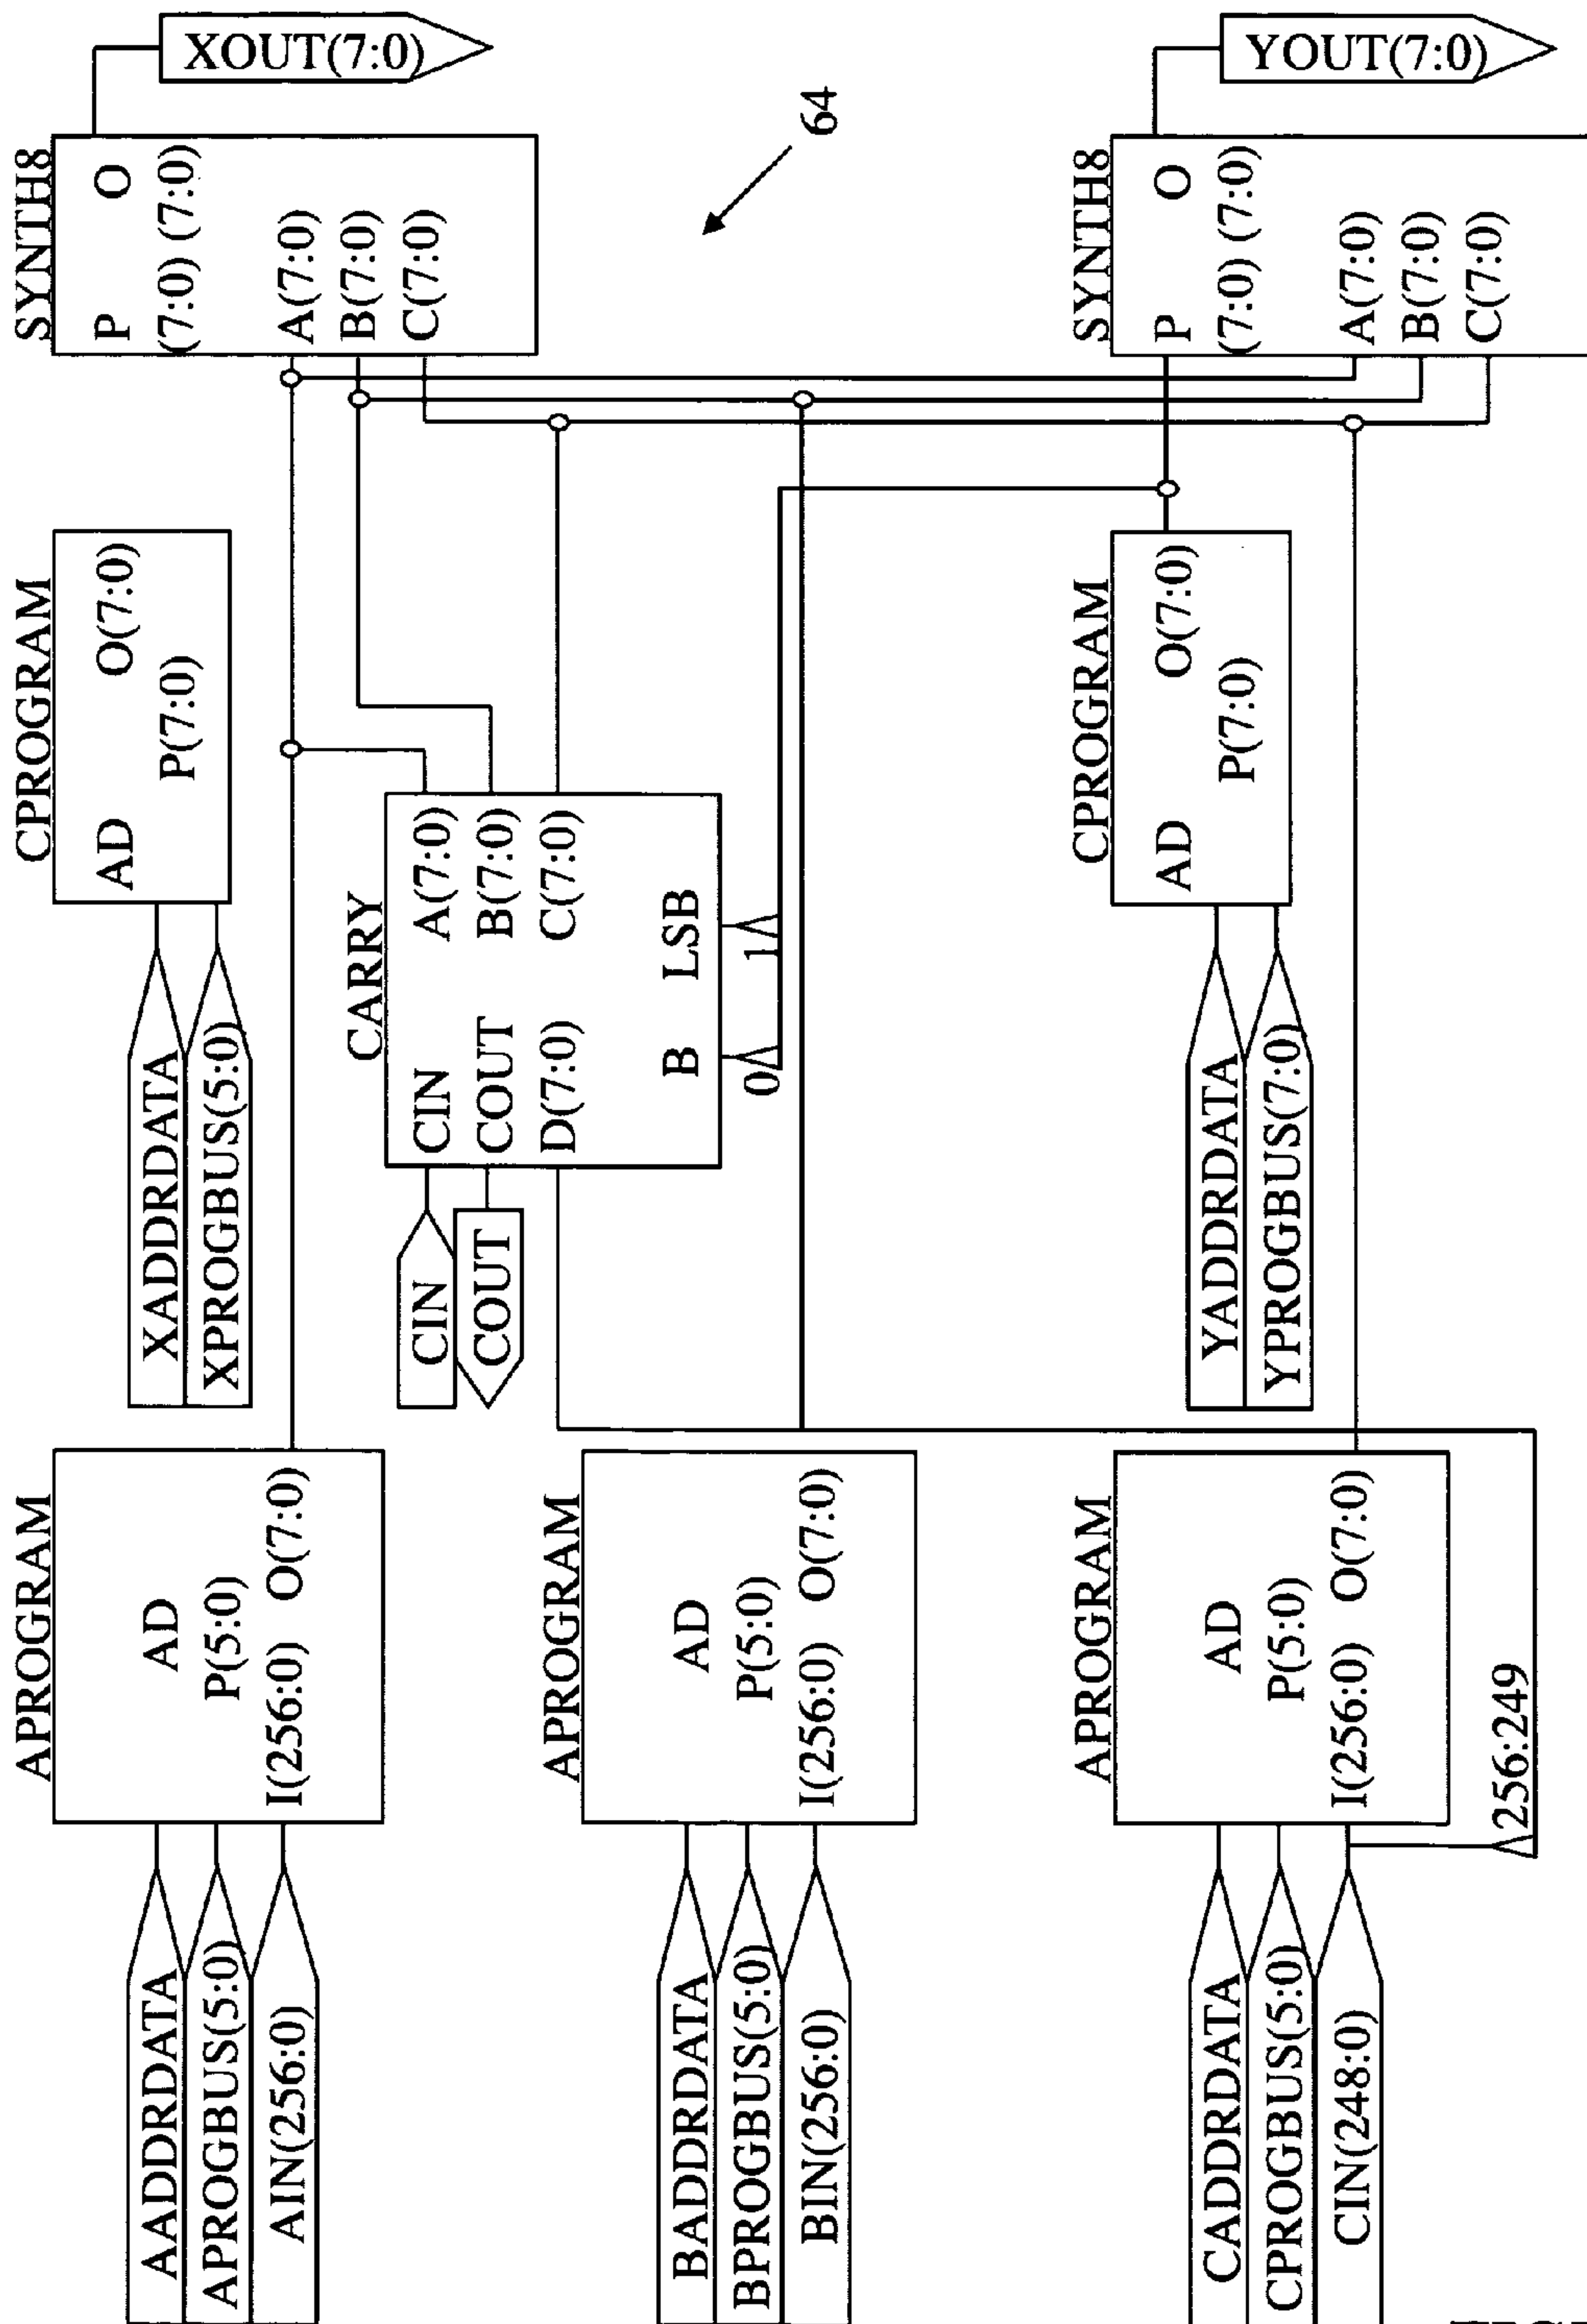 APROGRAM
AADDRDATA
AD
APROGBUS(5:0)
P(5:0)
AIN(256:0)
I(256:0) O(7:0)
CPROGRAM
XADDRDATA
AD
O(7:0)
XPROGBUS(5:0)
P(7:0)
SYNTH8
P O
(7:0) (7:0)
A(7:0)
B(7:0)
C(7:0)
XOUT(7:0)
CARRY
CIN
CIN
A(7:0)
COUT
COUT
B(7:0)
D(7:0)
C(7:0)
B LSB
0 1
64
APROGRAM
BADDRDATA
AD
BPROGBUS(5:0)
P(5:0)
BIN(256:0)
I(256:0) O(7:0)
APROGRAM
CADDRDATA
AD
CPROGBUS(5:0)
P(5:0)
CIN(248:0)
I(256:0) O(7:0)
256:249
CPROGRAM
YADDRDATA
AD
O(7:0)
YPROGBUS(7:0)
P(7:0)
SYNTH8
P O
(7:0) (7:0)
A(7:0)
B(7:0)
C(7:0)
YOUT(7:0)